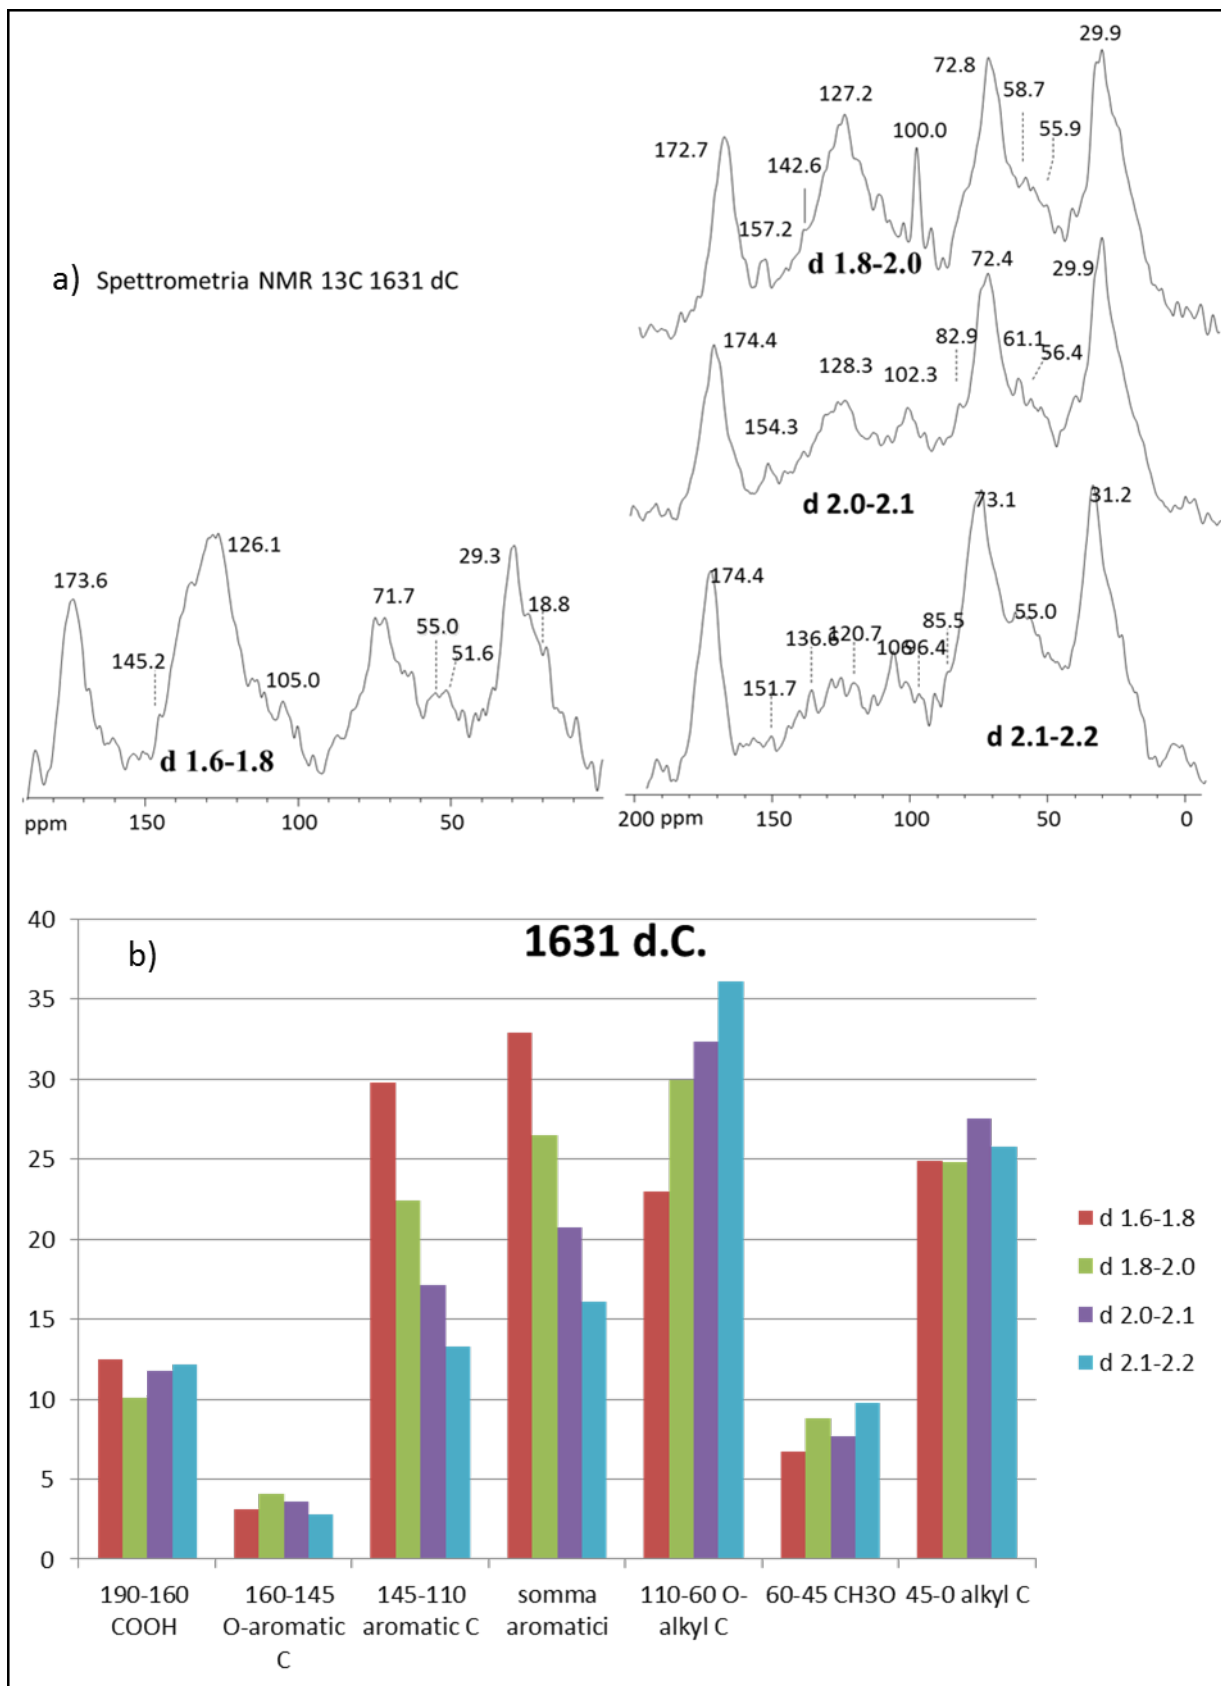 a) Spettrometria NMR 13C 1631 dC
29.9
72.8
58.7
127.2
55.9
100.0
172.7
142.6
157.2
d 1.8-2.0
72.4
29.9
174.4
82.9
61.1
56.4
128.3
102.3
154.3
d 2.0-2.1
73.1
31.2
174.4
136.6
120.7
106
96.4
85.5
55.0
151.7
d 2.1-2.2
200 ppm 150 100 50 0
126.1
29.3
173.6
71.7
55.0
18.8
51.6
145.2
105.0
d 1.6-1.8
ppm 150 100 50
b)
1631 d.C.
40
35
30
25
20
15
10
5
0
190-160 COOH
160-145 O-aromatic C
145-110 aromatic C
somma aromatici
110-60 O-alkyl C
60-45 CH3O
45-0 alkyl C
d 1.6-1.8
d 1.8-2.0
d 2.0-2.1
d 2.1-2.2